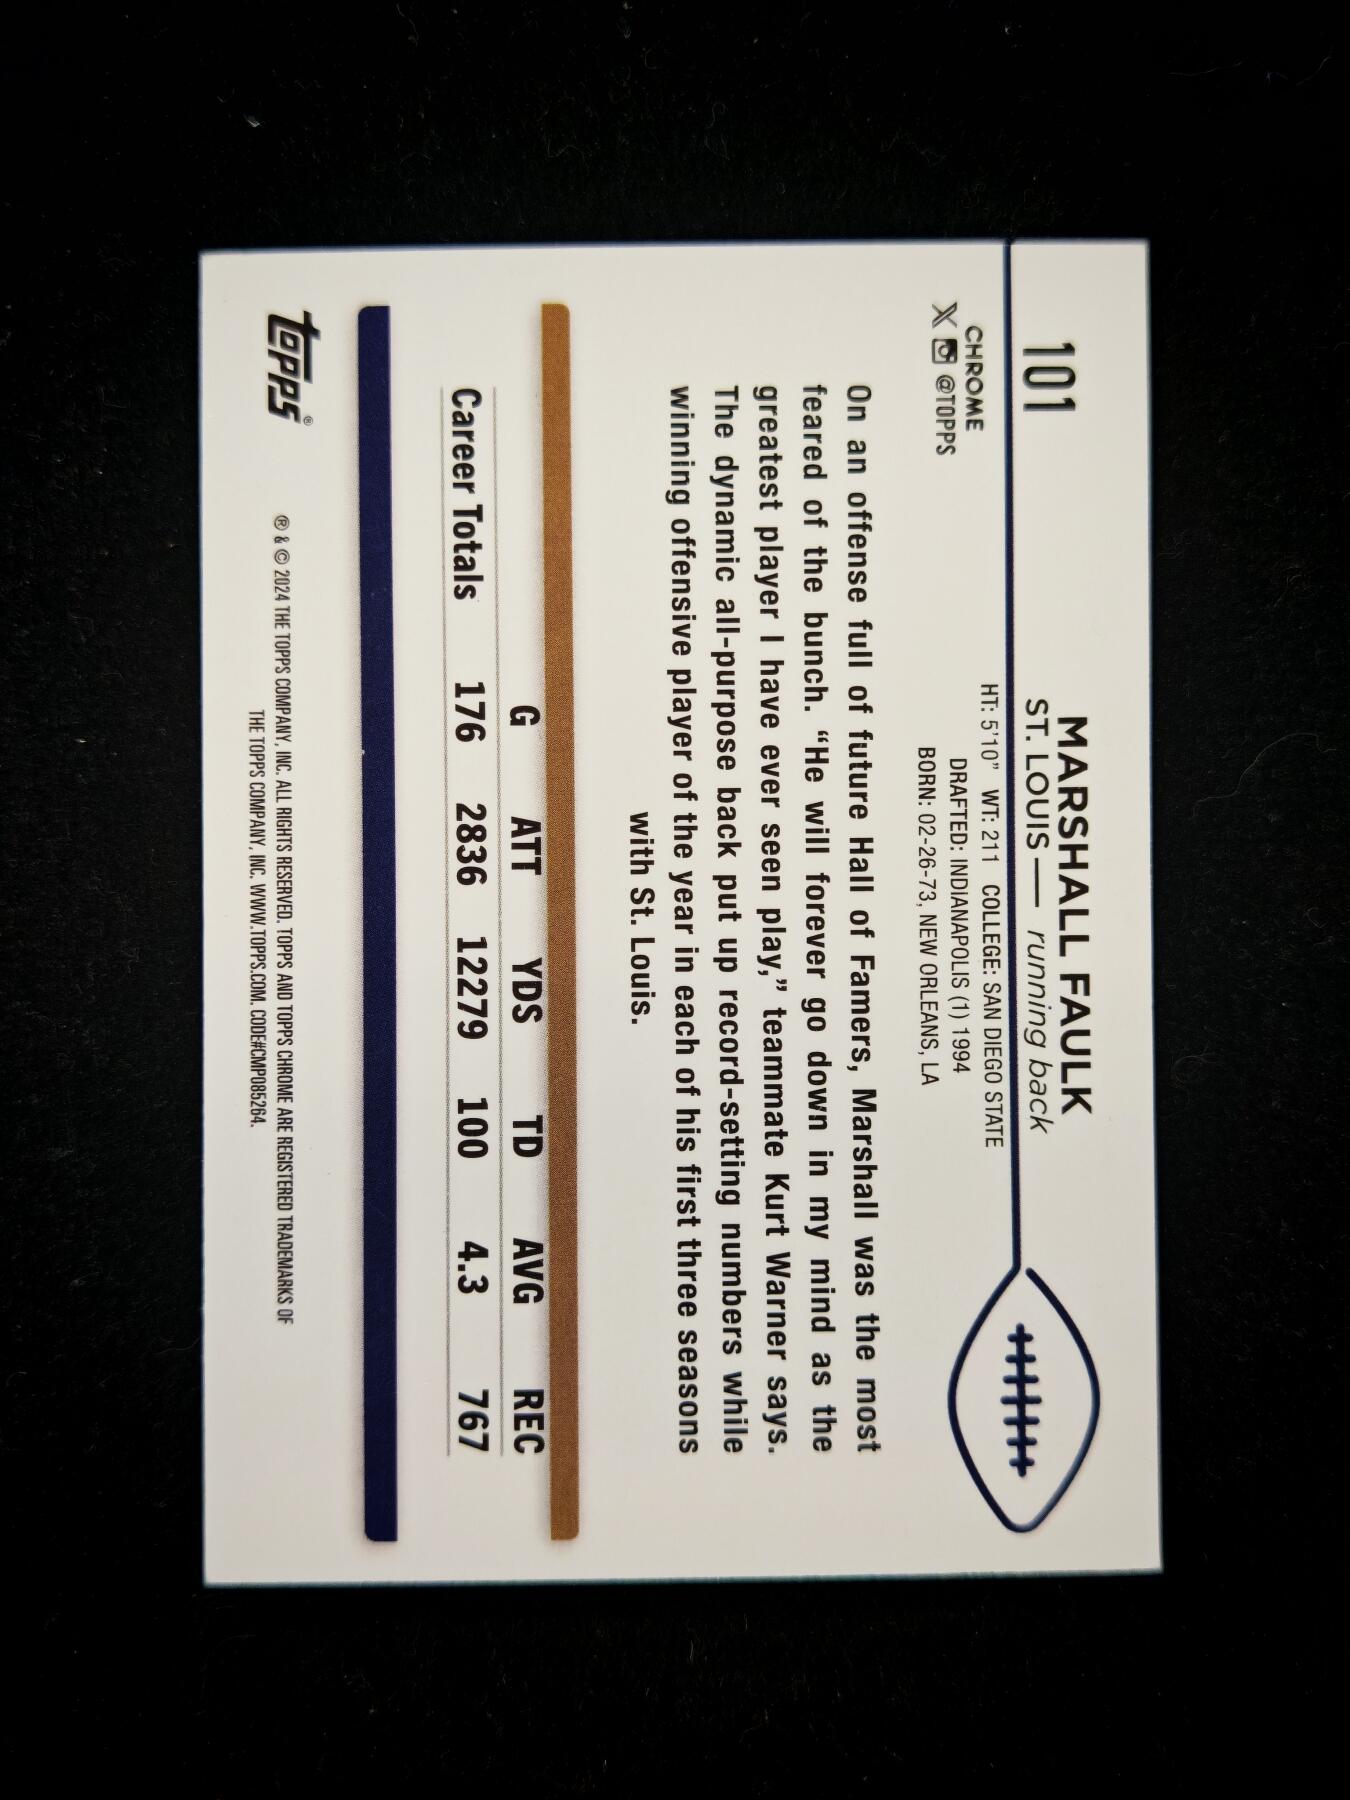 101
MARSHALL FAULK
ST. LOUIS — running back
CHROME
@TOPPS
HT: 5'10" WT: 211 COLLEGE: SAN DIEGO STATE
DRAFTED: INDIANAPOLIS (1) 1994
BORN: 02-26-73, NEW ORLEANS, LA
On an offense full of future Hall of Famers, Marshall was the most
feared of the bunch. “He will forever go down in my mind as the
greatest player I have ever seen play,” teammate Kurt Warner says.
The dynamic all-purpose back put up record-setting numbers while
winning offensive player of the year in each of his first three seasons
with St. Louis.
G ATT YDS TD AVG REC
Career Totals 176 2836 12279 100 4.3 767
topps®
® & © 2024 THE TOPPS COMPANY, INC. ALL RIGHTS RESERVED. TOPPS AND TOPPS CHROME ARE REGISTERED TRADEMARKS OF
THE TOPPS COMPANY, INC. WWW.TOPPS.COM. CODE#CMP085264.